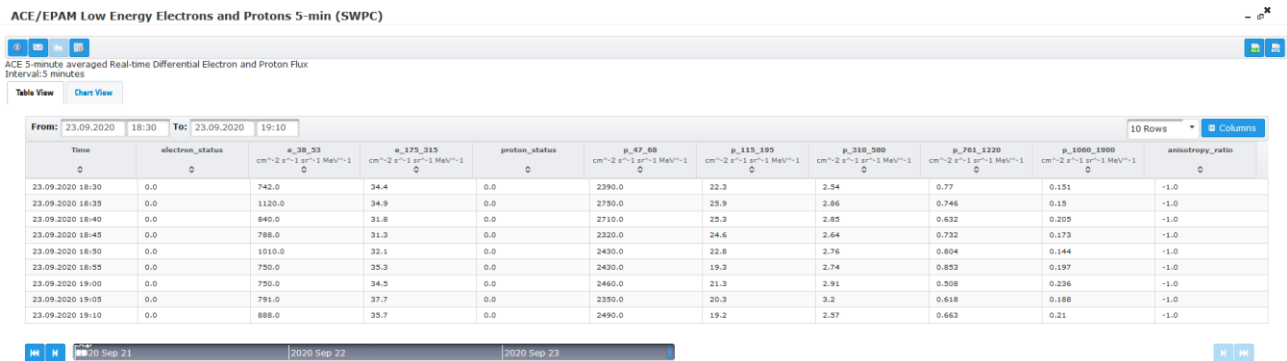 ACE/EPAM Low Energy Electrons and Protons 5-min (SWPC)
ACE 5-minute averaged Real-time Differential Electron and Proton Flux
Interval:5 minutes
Table View Chart View
From: 23.09.2020 18:30 To: 23.09.2020 19:10 10 Rows Columns
Time electron_status e_38_53 e_175_315 proton_status p_47_68 p_115_195 p_310_580 p_761_1220 p_1060_1900 anisotropy_ratio
cm^-2 s^-1 sr^-1 MeV^-1 cm^-2 s^-1 sr^-1 MeV^-1 cm^-2 s^-1 sr^-1 MeV^-1 cm^-2 s^-1 sr^-1 MeV^-1 cm^-2 s^-1 sr^-1 MeV^-1 cm^-2 s^-1 sr^-1 MeV^-1 cm^-2 s^-1 sr^-1 MeV^-1
23.09.2020 18:30 0.0 742.0 34.4 0.0 2390.0 22.3 2.54 0.77 0.151 -1.0
23.09.2020 18:35 0.0 1120.0 34.9 0.0 2750.0 25.9 2.86 0.746 0.15 -1.0
23.09.2020 18:40 0.0 840.0 31.8 0.0 2710.0 25.3 2.85 0.632 0.205 -1.0
23.09.2020 18:45 0.0 788.0 31.3 0.0 2320.0 24.6 2.64 0.732 0.173 -1.0
23.09.2020 18:50 0.0 1010.0 32.1 0.0 2430.0 22.8 2.76 0.804 0.144 -1.0
23.09.2020 18:55 0.0 750.0 35.3 0.0 2430.0 19.3 2.74 0.853 0.197 -1.0
23.09.2020 19:00 0.0 750.0 34.5 0.0 2460.0 21.3 2.91 0.508 0.236 -1.0
23.09.2020 19:05 0.0 791.0 37.7 0.0 2350.0 20.3 3.2 0.618 0.188 -1.0
23.09.2020 19:10 0.0 888.0 35.7 0.0 2490.0 19.2 2.57 0.663 0.21 -1.0
2020 Sep 21 2020 Sep 22 2020 Sep 23